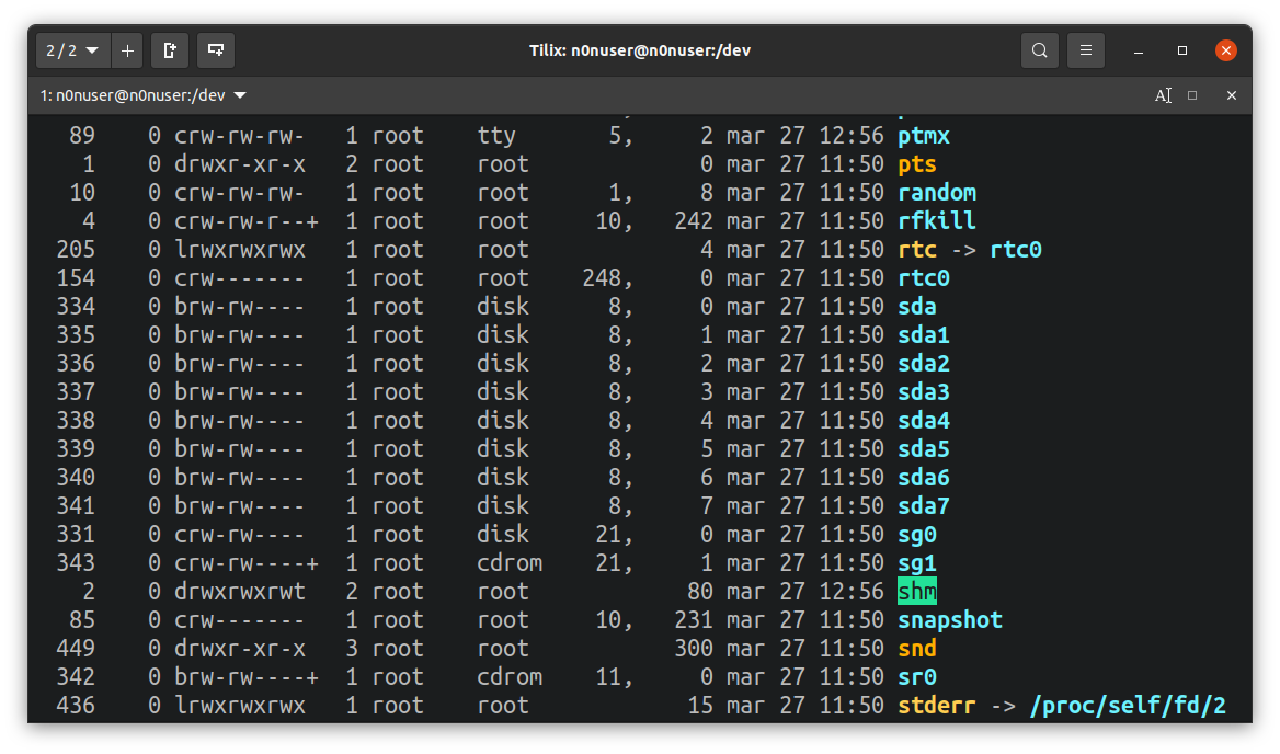 2 / 2
Tilix: n0nuser@n0nuser:/dev
1: n0nuser@n0nuser:/dev
89 0 crw-rw-rw- 1 root tty 5, 2 mar 27 12:56 ptmx
1 0 drwxr-xr-x 2 root root 0 mar 27 11:50 pts
10 0 crw-rw-rw- 1 root root 1, 8 mar 27 11:50 random
4 0 crw-rw-r--+ 1 root root 10, 242 mar 27 11:50 rfkill
205 0 lrwxrwxrwx 1 root root 4 mar 27 11:50 rtc -> rtc0
154 0 crw------- 1 root root 248, 0 mar 27 11:50 rtc0
334 0 brw-rw---- 1 root disk 8, 0 mar 27 11:50 sda
335 0 brw-rw---- 1 root disk 8, 1 mar 27 11:50 sda1
336 0 brw-rw---- 1 root disk 8, 2 mar 27 11:50 sda2
337 0 brw-rw---- 1 root disk 8, 3 mar 27 11:50 sda3
338 0 brw-rw---- 1 root disk 8, 4 mar 27 11:50 sda4
339 0 brw-rw---- 1 root disk 8, 5 mar 27 11:50 sda5
340 0 brw-rw---- 1 root disk 8, 6 mar 27 11:50 sda6
341 0 brw-rw---- 1 root disk 8, 7 mar 27 11:50 sda7
331 0 crw-rw---- 1 root disk 21, 0 mar 27 11:50 sg0
343 0 crw-rw----+ 1 root cdrom 21, 1 mar 27 11:50 sg1
2 0 drwxrwxrwt 2 root root 80 mar 27 12:56 shm
85 0 crw------- 1 root root 10, 231 mar 27 11:50 snapshot
449 0 drwxr-xr-x 3 root root 300 mar 27 11:50 snd
342 0 brw-rw----+ 1 root cdrom 11, 0 mar 27 11:50 sr0
436 0 lrwxrwxrwx 1 root root 15 mar 27 11:50 stderr -> /proc/self/fd/2